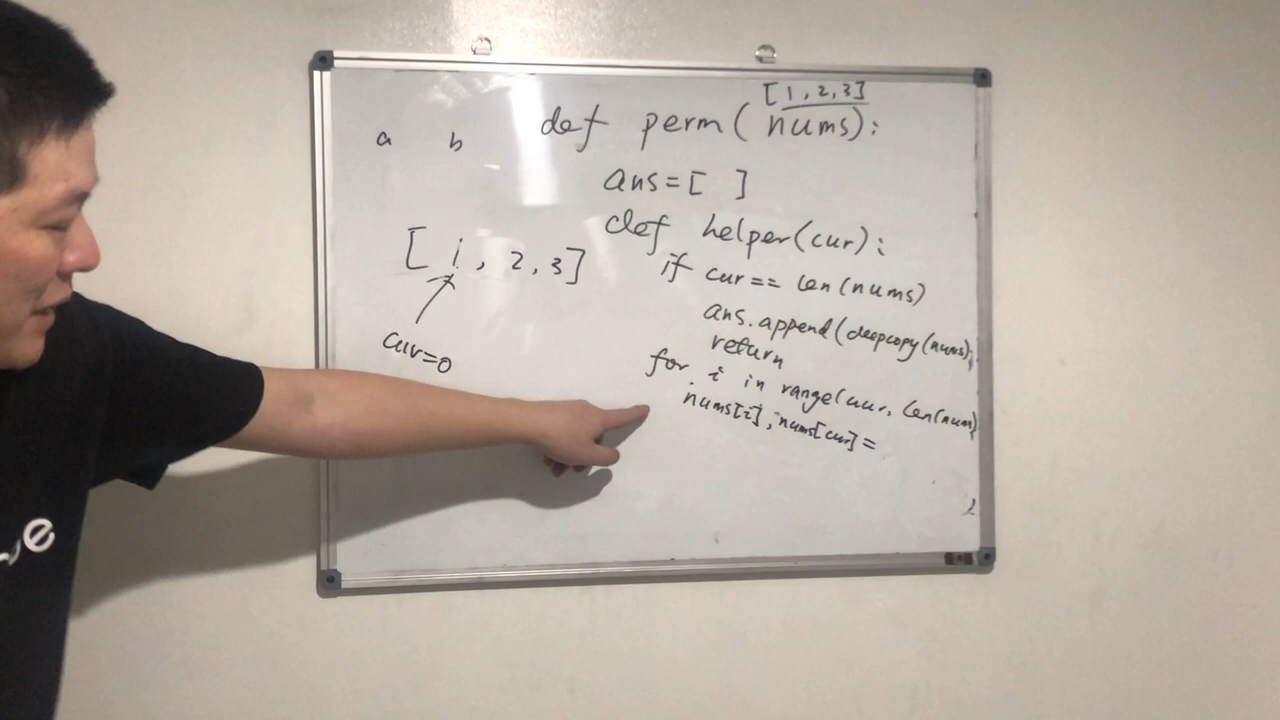 [1,2,3]
def perm(nums):
a b
ans=[ ]
def helper(cur):
[1, 2, 3]
if cur== len(nums)
ans.append(deepcopy(nums)
cur=0
return
for i in range(cur, len(num)
nums[i], nums[cur] =